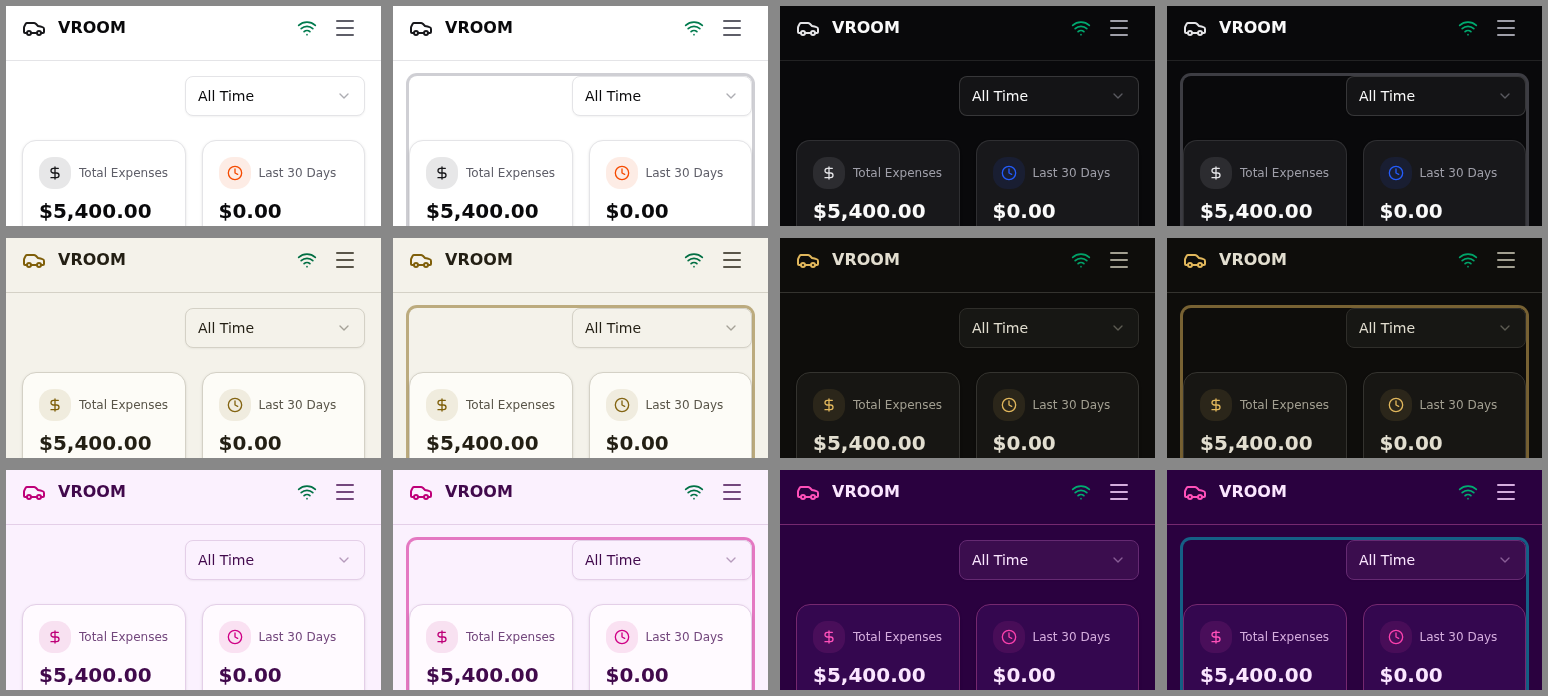 VROOM
All Time
Total Expenses
Last 30 Days
$5,400.00
$0.00
VROOM
All Time
Total Expenses
Last 30 Days
$5,400.00
$0.00
VROOM
All Time
Total Expenses
Last 30 Days
$5,400.00
$0.00
VROOM
All Time
Total Expenses
Last 30 Days
$5,400.00
$0.00
VROOM
All Time
Total Expenses
Last 30 Days
$5,400.00
$0.00
VROOM
All Time
Total Expenses
Last 30 Days
$5,400.00
$0.00
VROOM
All Time
Total Expenses
Last 30 Days
$5,400.00
$0.00
VROOM
All Time
Total Expenses
Last 30 Days
$5,400.00
$0.00
VROOM
All Time
Total Expenses
Last 30 Days
$5,400.00
$0.00
VROOM
All Time
Total Expenses
Last 30 Days
$5,400.00
$0.00
VROOM
All Time
Total Expenses
Last 30 Days
$5,400.00
$0.00
VROOM
All Time
Total Expenses
Last 30 Days
$5,400.00
$0.00